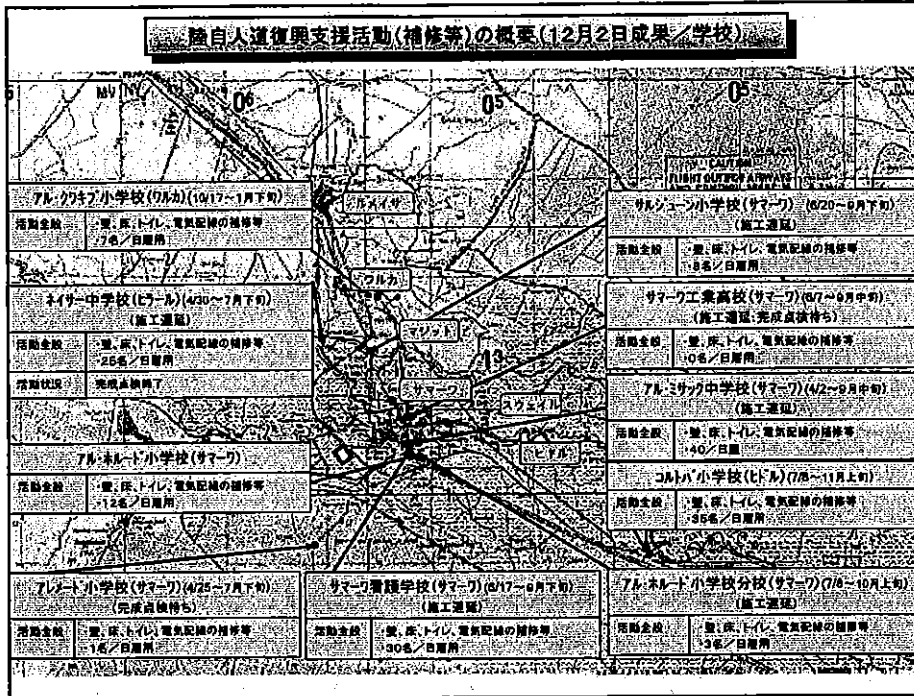 陸自人道復興支援活動(補修等)の概要(12月2日成果/学校)
MV NV
06
05
05
CAUTION
FLIGHT OUTSIDE AIRWAYS
アル・クワキブ小学校(ワルカ)(10/17~1月下旬)
活動全般
・壁、床、トイレ、電気配線の補修等
・7名/日雇用
ルメイサ
ワルカ
サルシューン小学校(サマーワ) (6/20~9月下旬)
(施工遅延)
活動全般
・壁、床、トイレ、電気配線の補修等
・8名/日雇用
ネイサー中学校(ヒラール)(4/30~7月下旬)
(施工遅延)
活動全般
・壁、床、トイレ、電気配線の補修等
・25名/日雇用
活動状況
完成点検終了
マジット
13
サマーワ
スウェイル
ヒドル
サマーワ工業高校(サマーワ)(6/7~9月中旬)
(施工遅延、完成点検待ち)
活動全般
・壁、床、トイレ、電気配線の補修等
・0名/日雇用
アル・ミサック中学校(サマーワ)(4/2~9月中旬)
(施工遅延)
活動全般
・壁、床、トイレ、電気配線の補修等
・40/日雇
アル・ホルード小学校(サマーワ)
活動全般
・壁、床、トイレ、電気配線の補修等
・12名/日雇用
コルトバ小学校(ヒドル)(7/6~11月上旬)
活動全般
・壁、床、トイレ、電気配線の補修等
・35名/日雇用
アレメート小学校(サマーワ)(4/25~7月下旬)
(完成点検待ち)
活動全般
・壁、床、トイレ、電気配線の補修等
1名/日雇用
サマーワ看護学校(サマーワ)(6/17~9月下旬)
(施工遅延)
活動全般
・壁、床、トイレ、電気配線の補修等
・30名/日雇用
アル・ホルード小学校分校(サマーワ)(7/6~10月上旬)
(施工遅延)
活動全般
・壁、床、トイレ、電気配線の補修等
・3名/日雇用